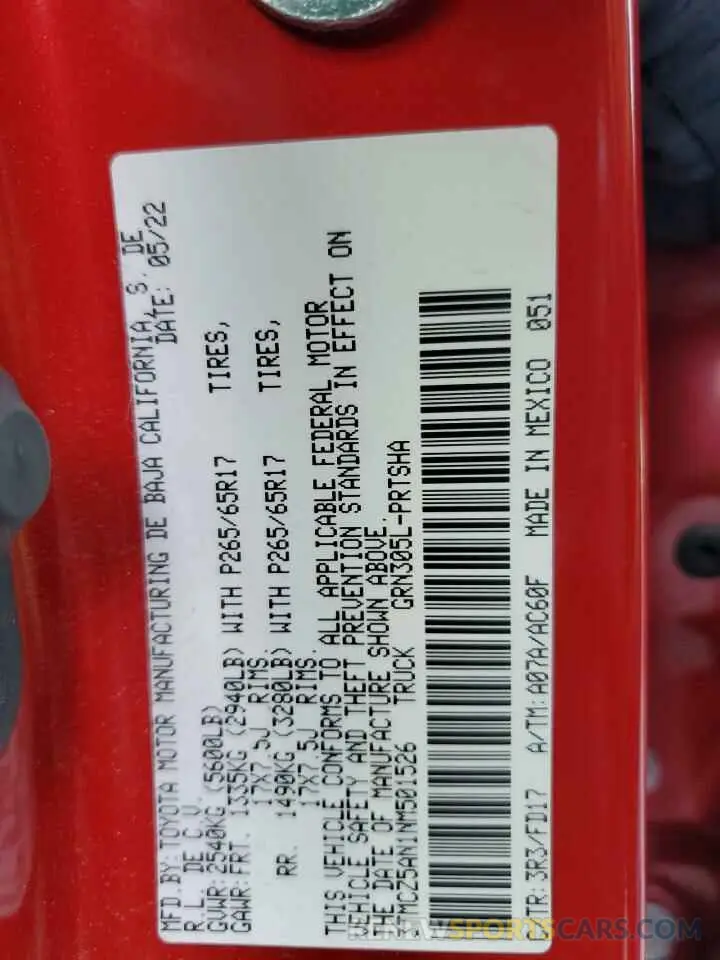 MFD.BY:TOYOTA MOTOR MANUFACTURING DE BAJA CALIFORNIA, S. DE
R.L. DE C.V. DATE: 05/22
GVWR:2540KG (5600LB)
GAWR:FRT. 1335KG (2940LB) WITH P265/65R17 TIRES,
17X7.5J RIMS.
RR. 1490KG (3280LB) WITH P265/65R17 TIRES,
17X7.5J RIMS.
THIS VEHICLE CONFORMS TO ALL APPLICABLE FEDERAL MOTOR
VEHICLE SAFETY AND THEFT PREVENTION STANDARDS IN EFFECT ON
THE DATE OF MANUFACTURE SHOWN ABOVE.
TMCZ5AN1NM501526 TRUCK GRN305L-PRTSHA
C/TR:3R3/FD17 A/TM:A07A/AC60F MADE IN MEXICO 051
BESTSPORTSCARS.COM